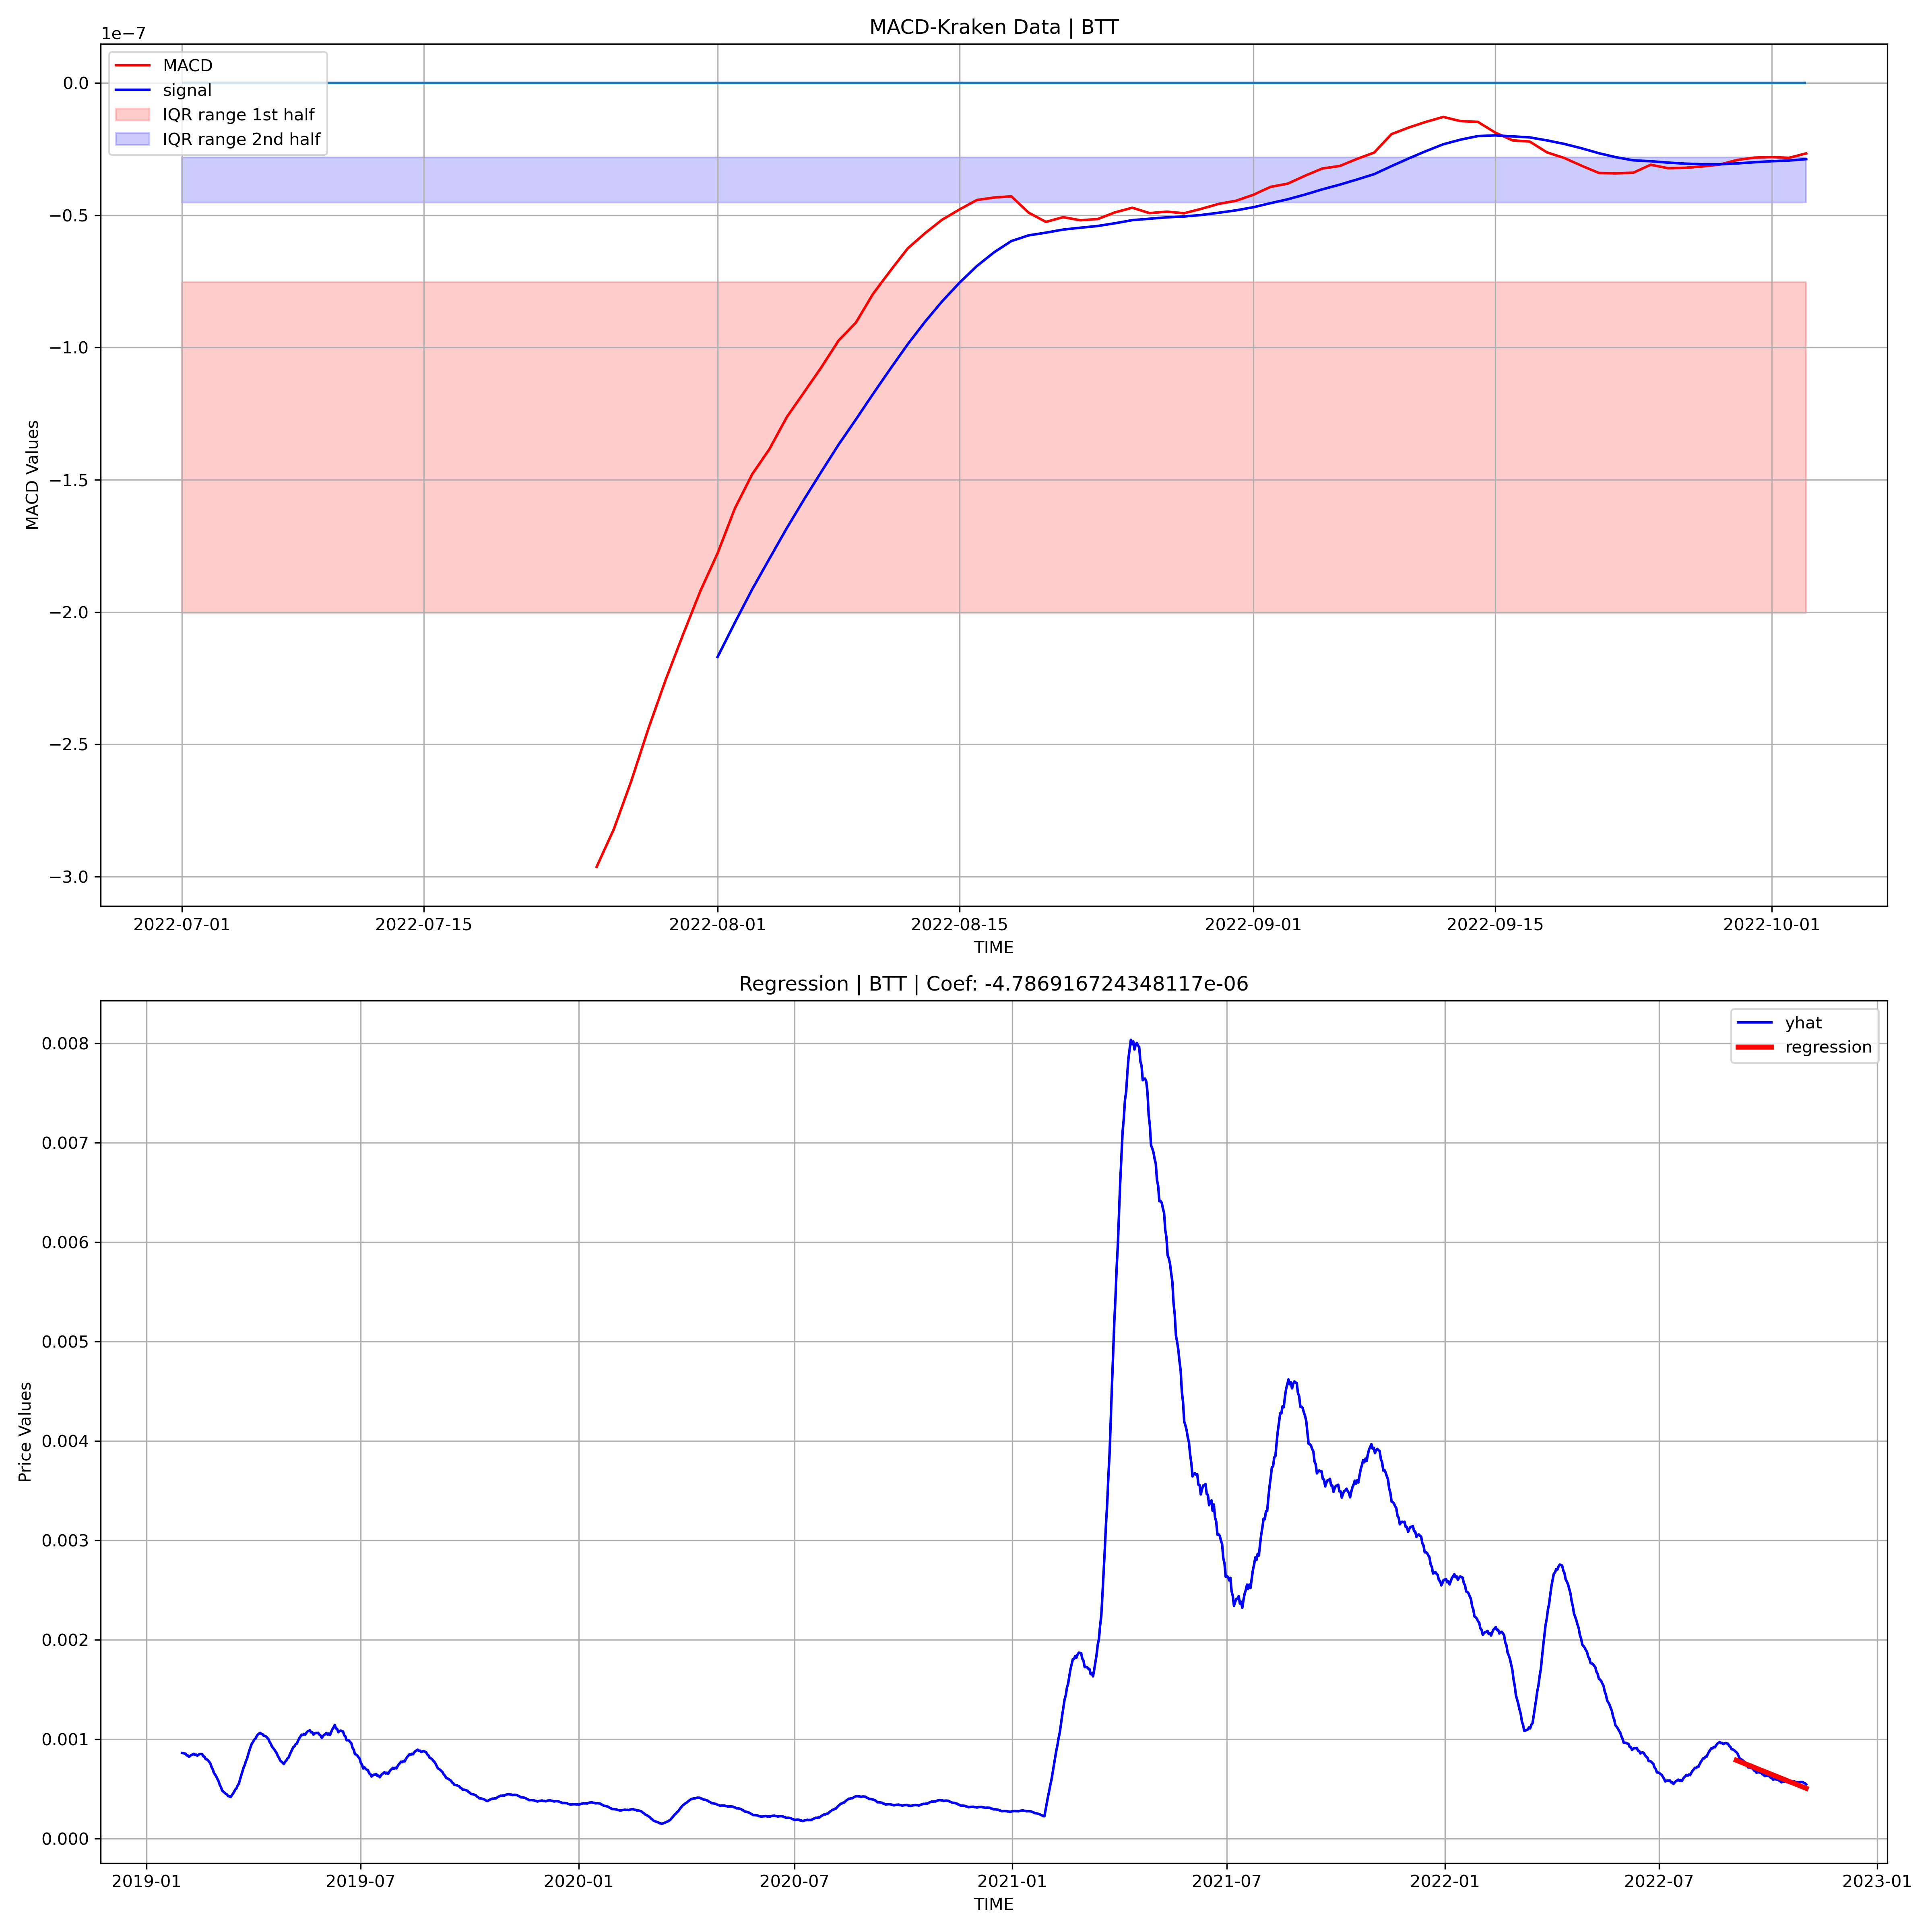 MACD-Kraken Data | BTT
1e−7
MACD
signal
IQR range 1st half
IQR range 2nd half
0.0
−0.5
−1.0
−1.5
−2.0
−2.5
−3.0
MACD Values
2022-07-01 2022-07-15 2022-08-01 2022-08-15 2022-09-01 2022-09-15 2022-10-01
TIME
Regression | BTT | Coef: -4.786916724348117e-06
yhat
regression
0.008
0.007
0.006
0.005
0.004
0.003
0.002
0.001
0.000
Price Values
2019-01 2019-07 2020-01 2020-07 2021-01 2021-07 2022-01 2022-07 2023-01
TIME